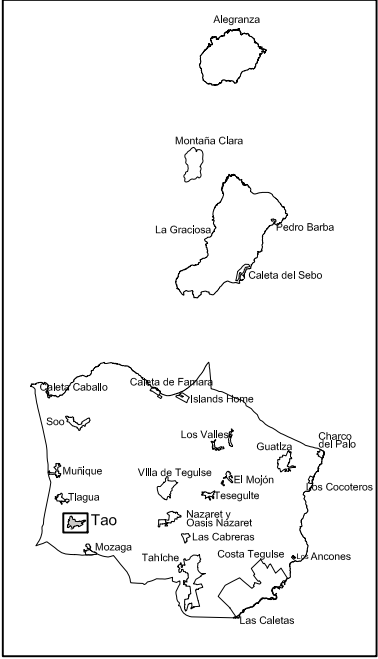 Alegranza
Montaña Clara
La Graciosa
Pedro Barba
Caleta del Sebo
Caleta Caballo
Caleta de Famara
Islands Home
Soo
Los Valles
Guatiza
Charco
del Palo
Muñique
Villa de Teguise
El Mojón
Los Cocoteros
Tiagua
Teseguite
Tao
Nazaret y
Oasis Nazaret
Las Cabreras
Mozaga
Tahiche
Costa Teguise
Los Ancones
Las Caletas